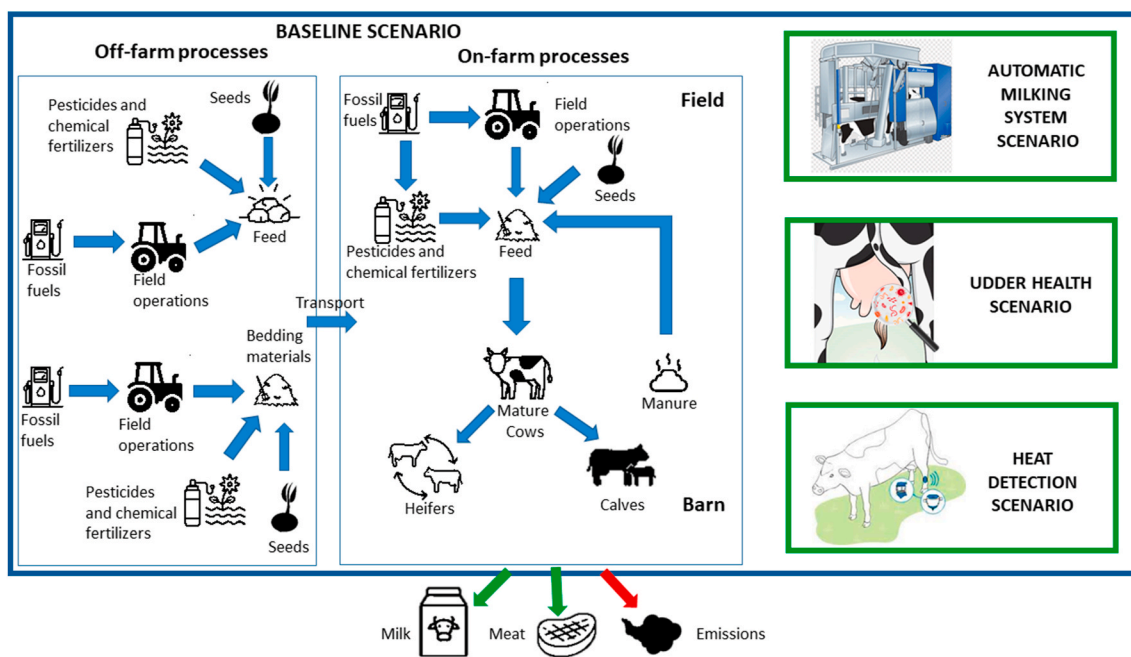 BASELINE SCENARIO
Off-farm processes
On-farm processes
Pesticides and
chemical
fertilizers
Seeds
Feed
Fossil
fuels
Field
operations
Transport
Bedding
materials
Fossil
fuels
Field
operations
Pesticides
and chemical
fertilizers
Seeds
Fossil
fuels
Field
operations
Field
Seeds
Pesticides
and chemical fertilizers
Feed
Mature
Cows
Manure
Heifers
Calves
Barn
AUTOMATIC
MILKING
SYSTEM
SCENARIO
UDDER HEALTH
SCENARIO
HEAT
DETECTION
SCENARIO
Milk
Meat
Emissions